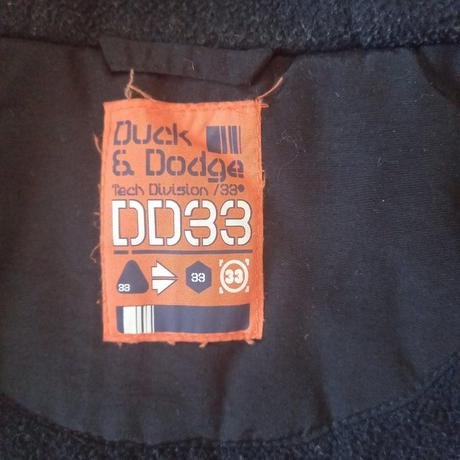 Duck
& Dodge
Tech Division /33°
DD33
33 33 33